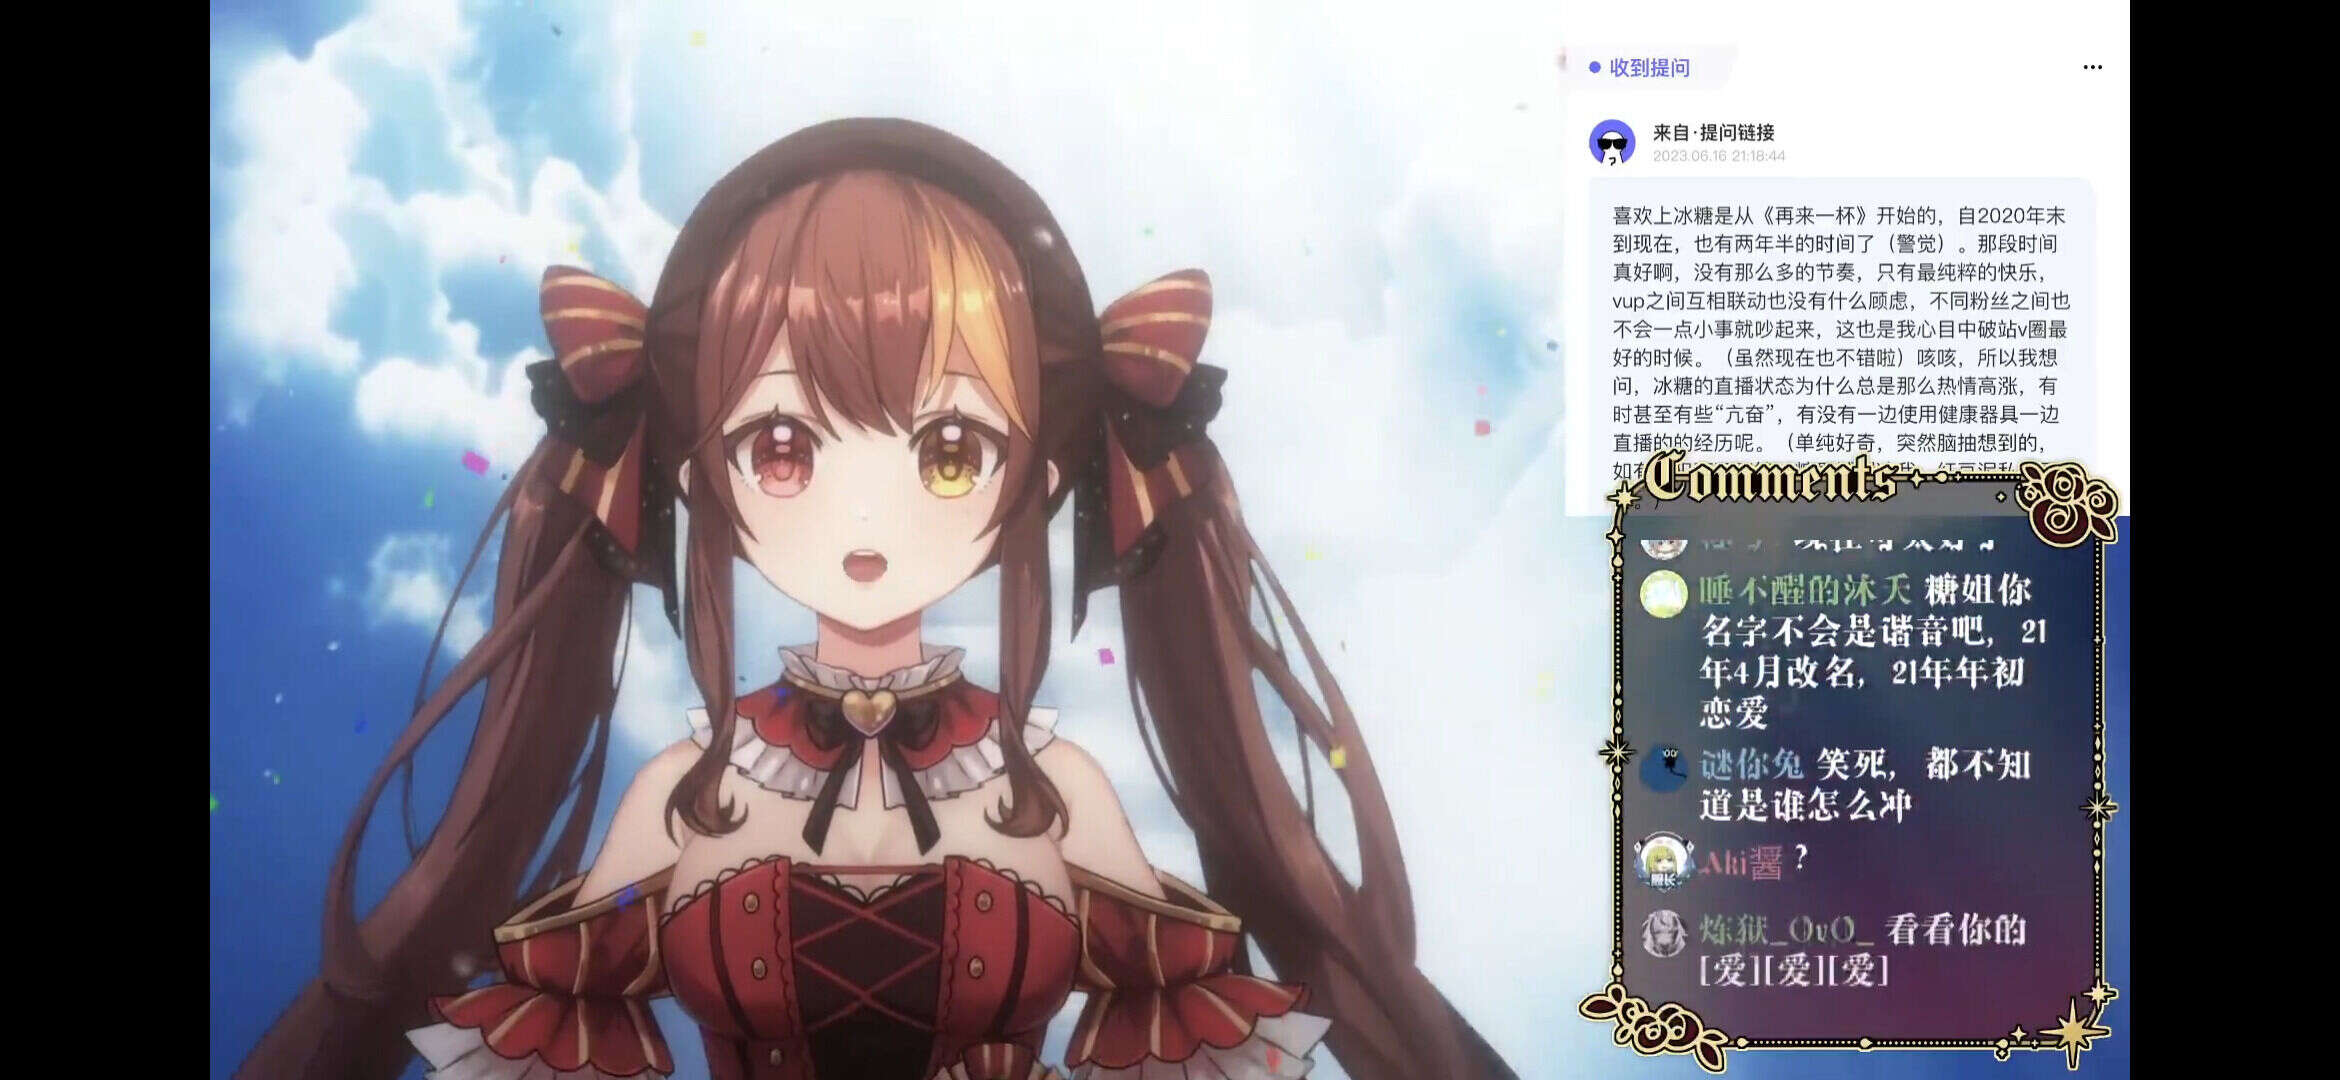 收到提问
来自·提问链接
2023.06.16 21:18:44
喜欢上冰糖是从《再来一杯》开始的，自2020年末
到现在，也有两年半的时间了（警觉）。那段时间
真好啊，没有那么多的节奏，只有最纯粹的快乐，
vup之间互相联动也没有什么顾虑，不同粉丝之间也
不会一点小事就吵起来，这也是我心目中破站v圈最
好的时候。（虽然现在也不错啦）咳咳，所以我想
问，冰糖的直播状态为什么总是那么热情高涨，有
时甚至有些“亢奋”，有没有一边使用健康器具一边
直播的的经历呢。（单纯好奇，突然脑抽想到的，
Comments
睡不醒的沐夭 糖姐你
名字不会是谐音吧，21
年4月改名，21年年初
恋爱
谜你兔 笑死，都不知
道是谁怎么冲
Aki醤 ?
舰长
炼狱_OvO_ 看看你的
[爱][爱][爱]